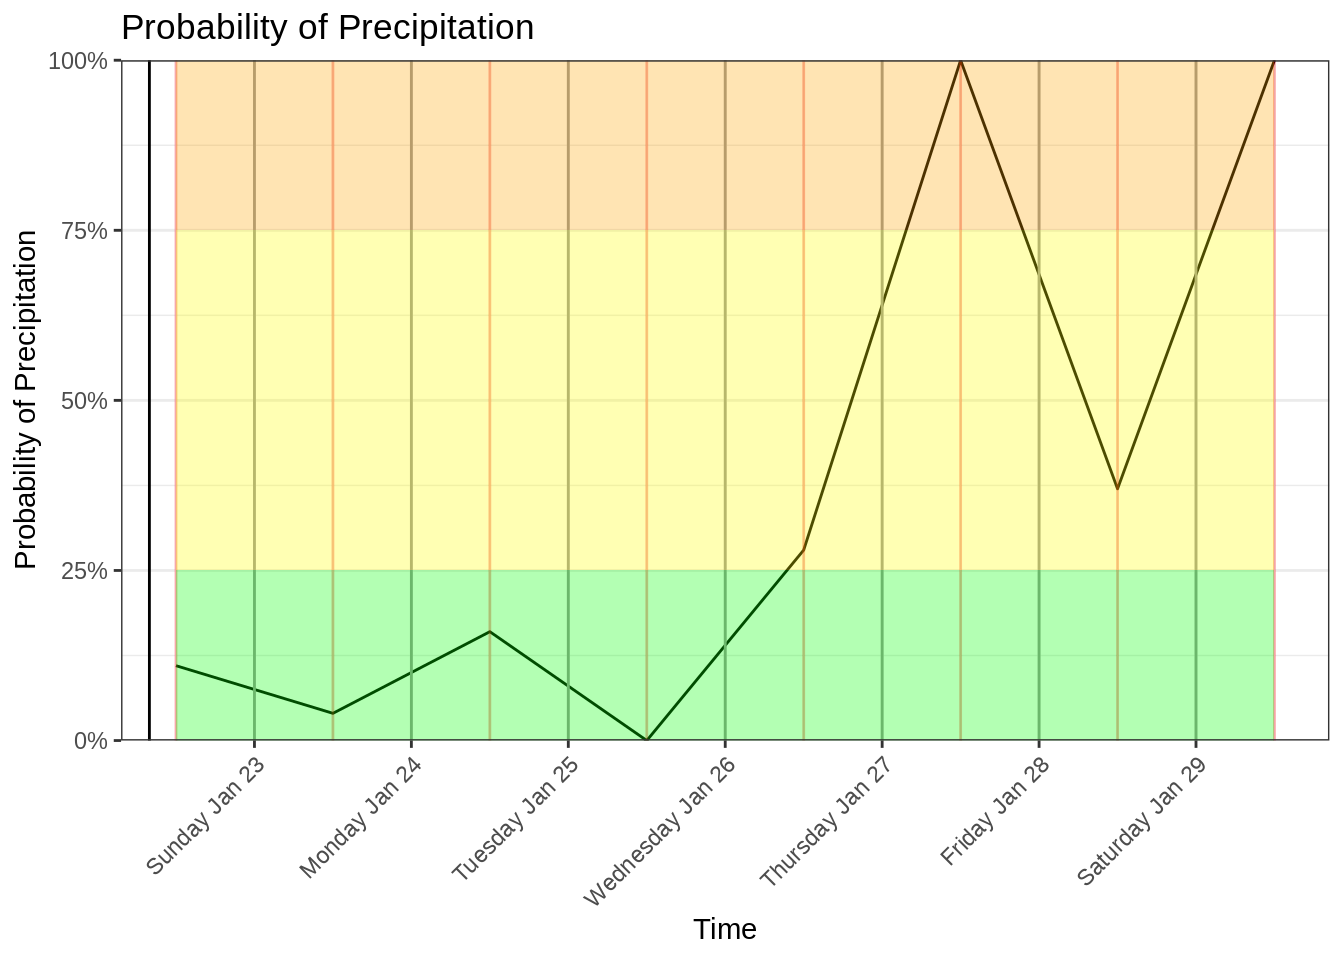 Probability of Precipitation
Probability of Precipitation
100%
75%
50%
25%
0%
Sunday Jan 23
Monday Jan 24
Tuesday Jan 25
Wednesday Jan 26
Thursday Jan 27
Friday Jan 28
Saturday Jan 29
Time